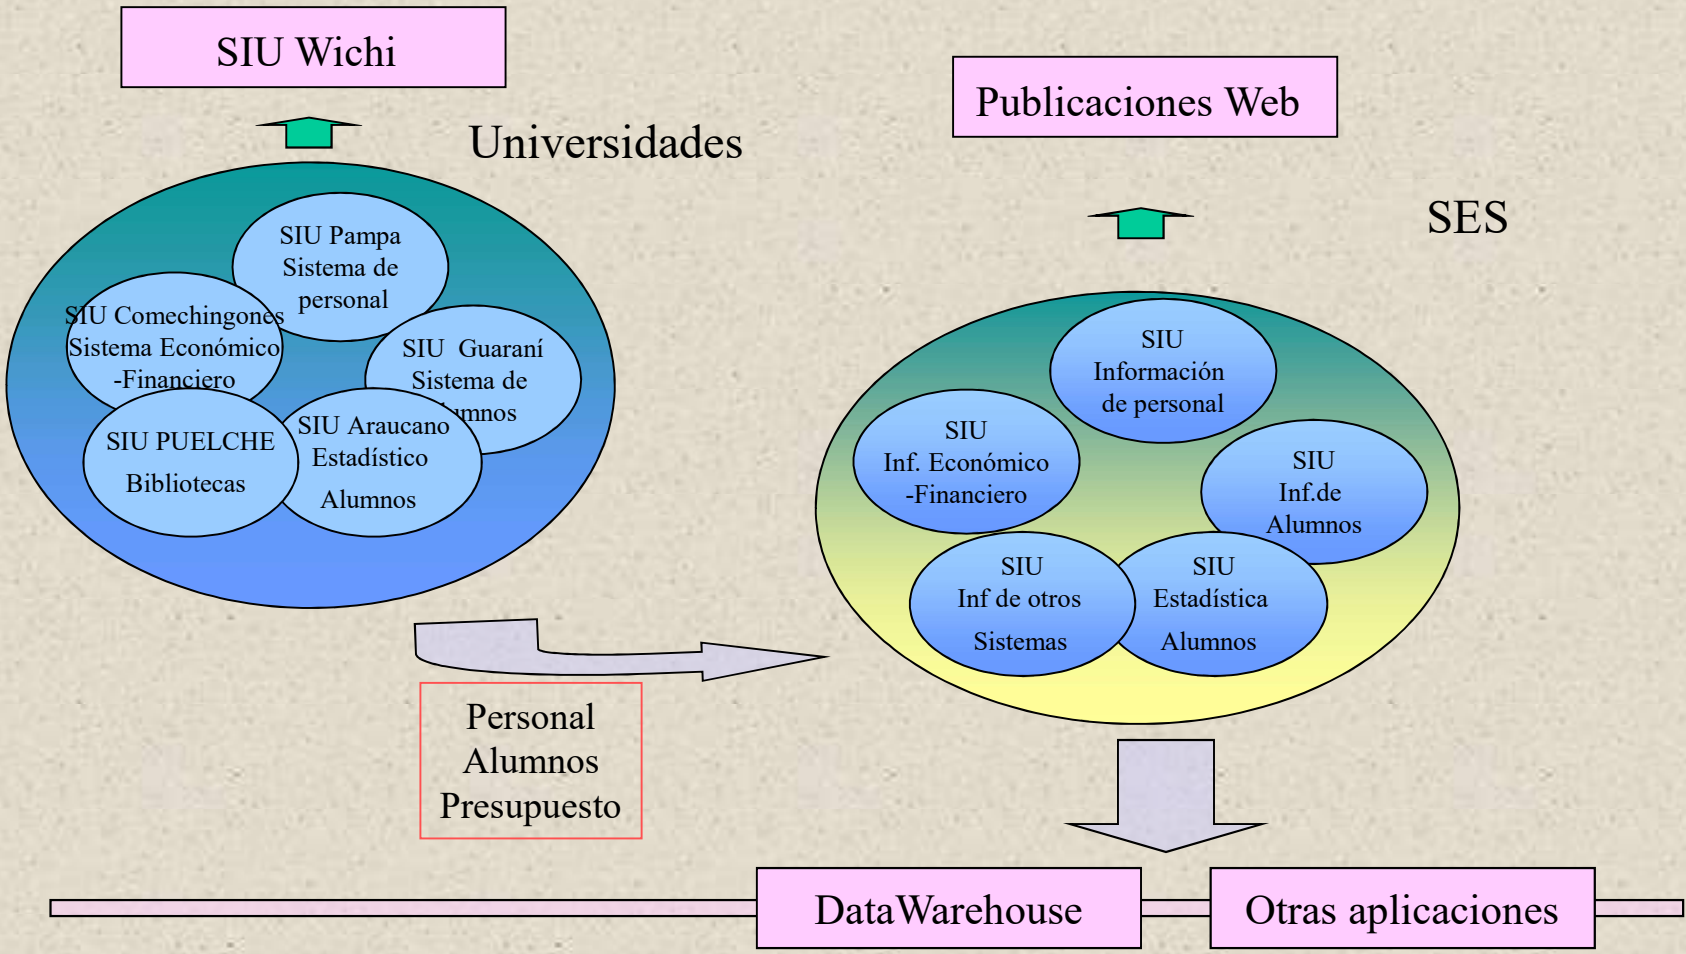 SIU Wichi
Publicaciones Web
Universidades
SES
SIU Pampa
Sistema de
personal
SIU Comechingones
Sistema Económico
-Financiero
SIU Guaraní
Sistema de
SIU PUELCHE
Bibliotecas
SIU Araucano
Estadístico
Alumnos
SIU
Información
de personal
SIU
Inf. Económico
-Financiero
SIU
Inf.de
Alumnos
SIU
Inf de otros
Sistemas
SIU
Estadística
Alumnos
Personal
Alumnos
Presupuesto
DataWarehouse
Otras aplicaciones